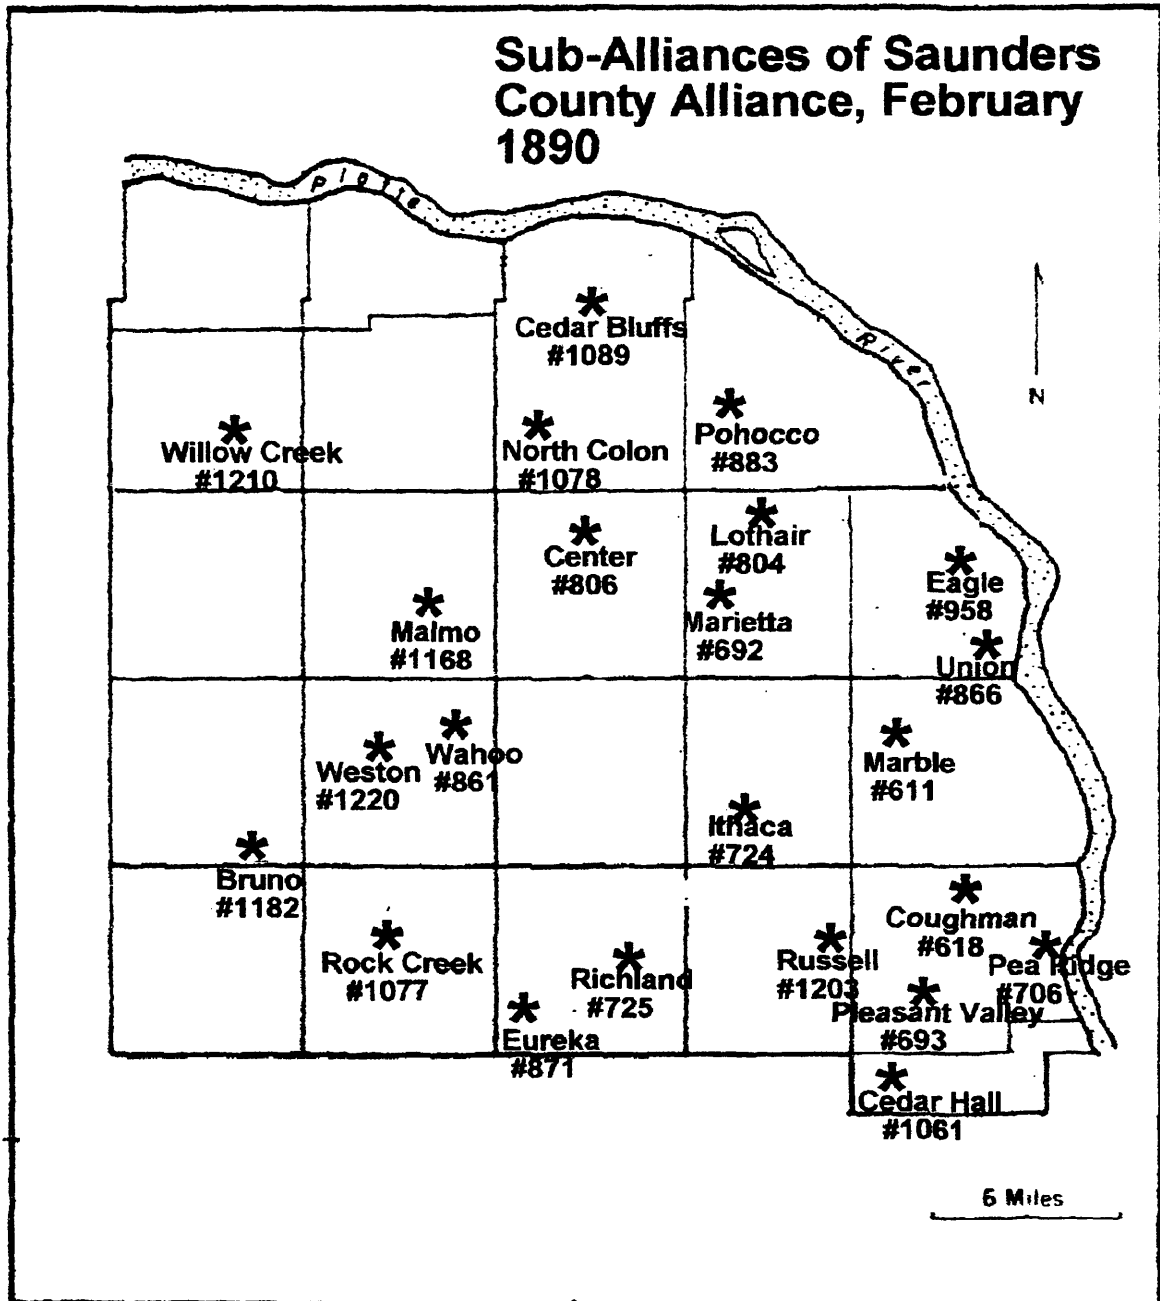 Sub-Alliances of Saunders
County Alliance, February
1890
Platte
River
N
Cedar Bluffs
#1089
Willow Creek
#1210
North Colon
#1078
Pohocco
#883
Center
#806
Lothair
#804
Eagle
#958
Malmo
#1168
Marietta
#692
Union
#866
Weston
#1220
Wahoo
#861
Marble
#611
Ithaca
#724
Bruno
#1182
Rock Creek
#1077
Richland
#725
Eureka
#871
Russell
#1203
Coughman
#618
Pea Ridge
#706
Pleasant Valley
#693
Cedar Hall
#1061
6 Miles